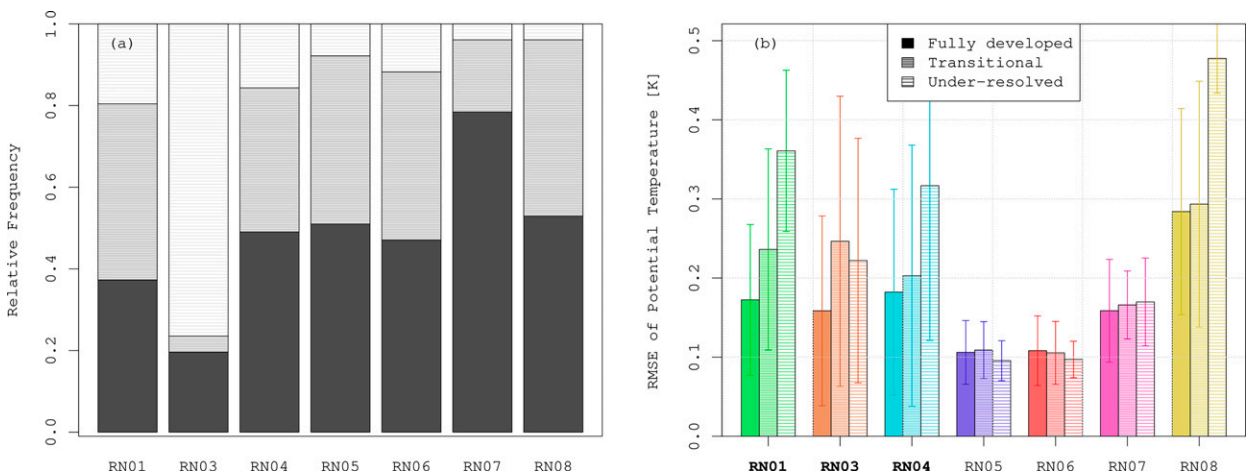 (a)
Relative Frequency
1.0
0.8
0.6
0.4
0.2
0.0
RN01 RN03 RN04 RN05 RN06 RN07 RN08
(b)
Fully developed
Transitional
Under-resolved
RMSE of Potential Temperature [K]
0.5
0.4
0.3
0.2
0.1
0.0
RN01 RN03 RN04 RN05 RN06 RN07 RN08